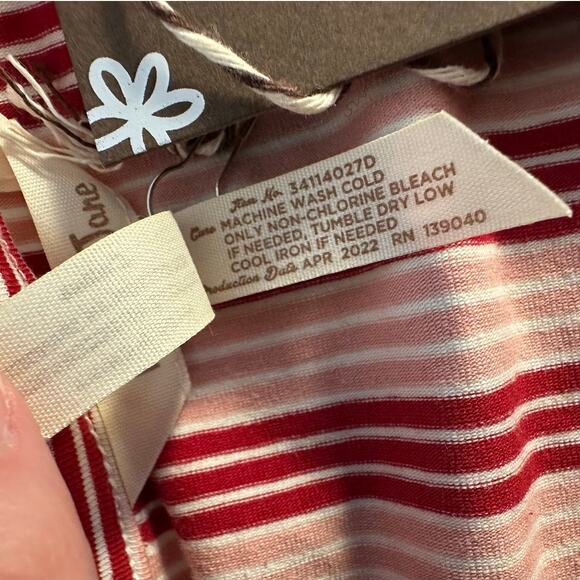 Item No. 34114027D
Care MACHINE WASH COLD
ONLY NON-CHLORINE BLEACH
IF NEEDED, TUMBLE DRY LOW
COOL IRON IF NEEDED
roduction Date APR 2022 RN 139040
Jane